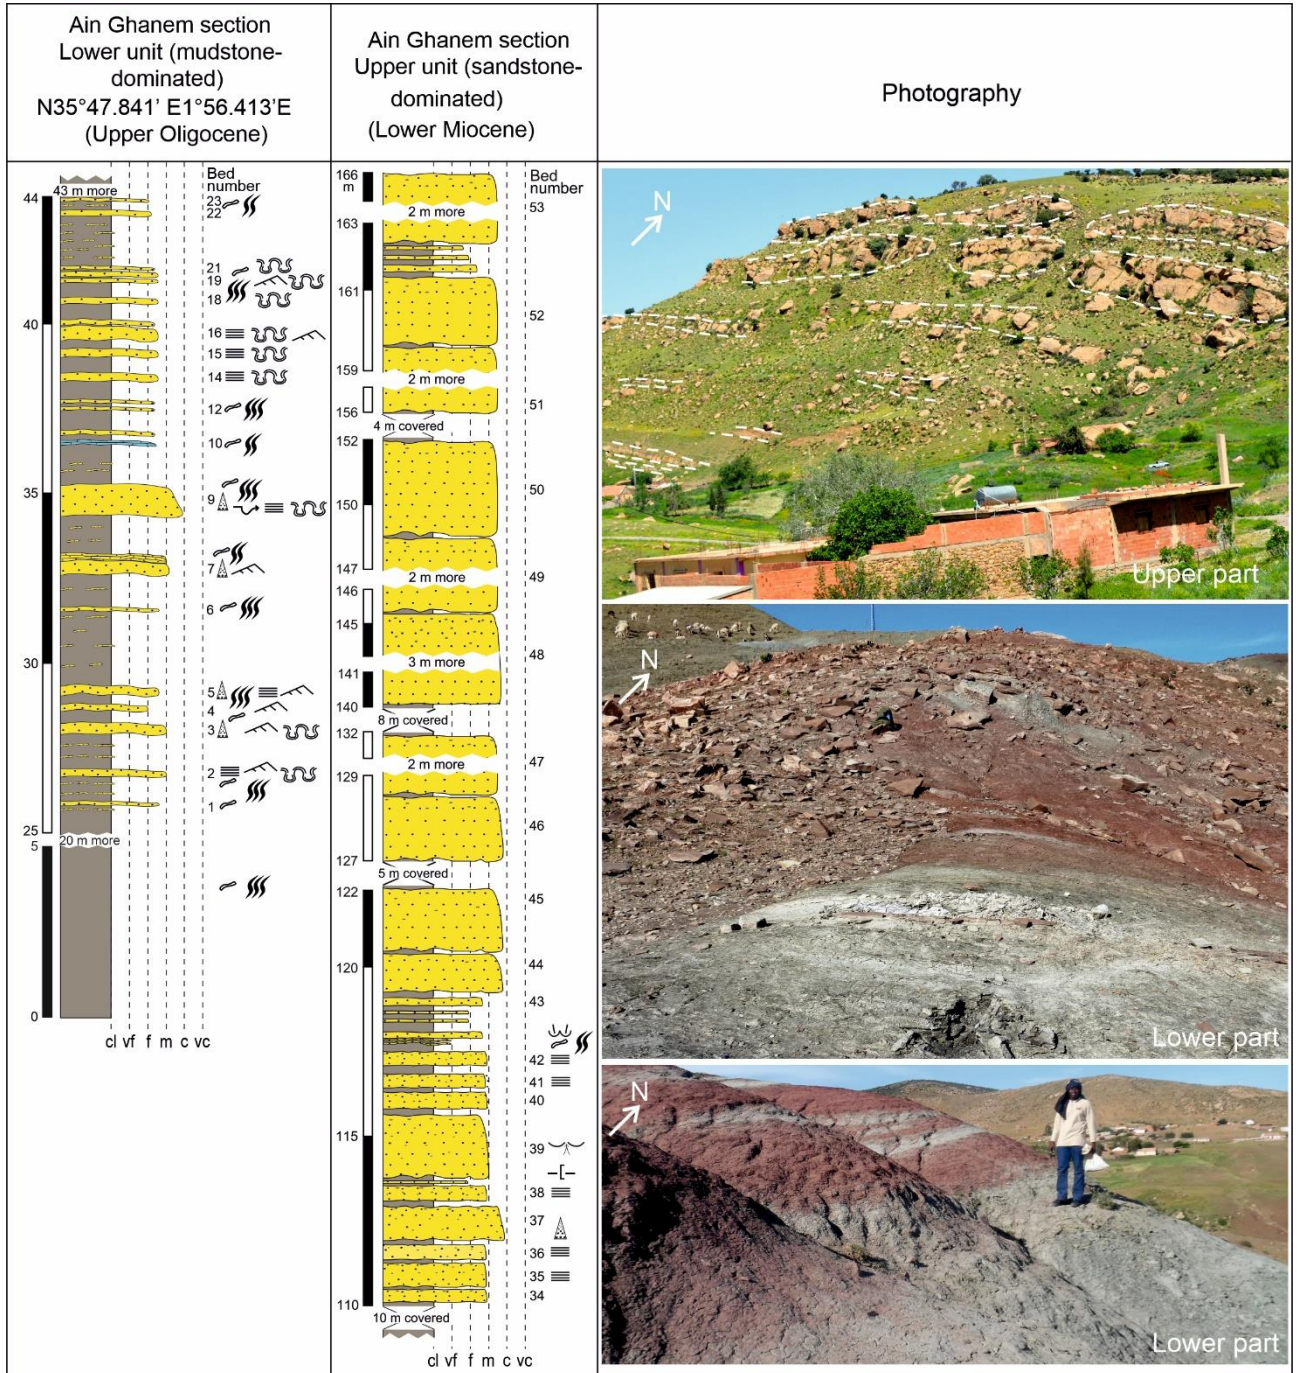 Ain Ghanem section
Lower unit (mudstone-
dominated)
N35°47.841' E1°56.413'E
(Upper Oligocene)
Ain Ghanem section
Upper unit (sandstone-
dominated)
(Lower Miocene)
Photography
Bed
number
43 m more
44
23
22
21
19
18
40
16
15
14
12
10
35
9
7
6
30
5
4
3
2
1
25
20 m more
5
0
cl vf f m c vc
166
m
Bed
number
53
2 m more
163
161
52
159
2 m more
51
156
4 m covered
152
50
150
147
49
2 m more
146
145
48
3 m more
141
140
8 m covered
132
47
2 m more
129
46
127
5 m covered
122
45
120
44
43
42
41
40
115
39
38
37
36
35
34
110
10 m covered
cl vf f m c vc
N
Upper part
N
Lower part
N
Lower part